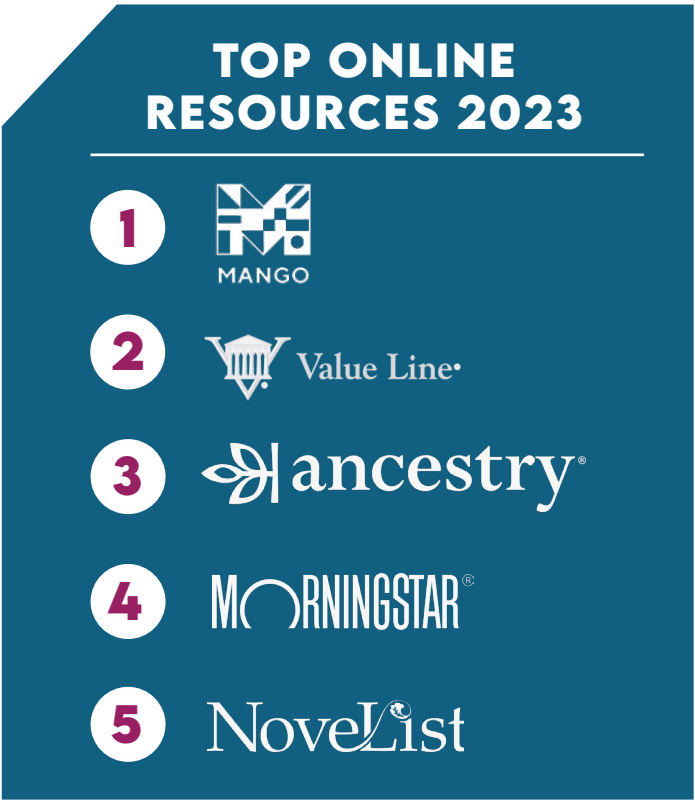 TOP ONLINE
RESOURCES 2023
1
MANGO
2
Value Line
3
ancestry®
4
MORNINGSTAR®
5
NoveList